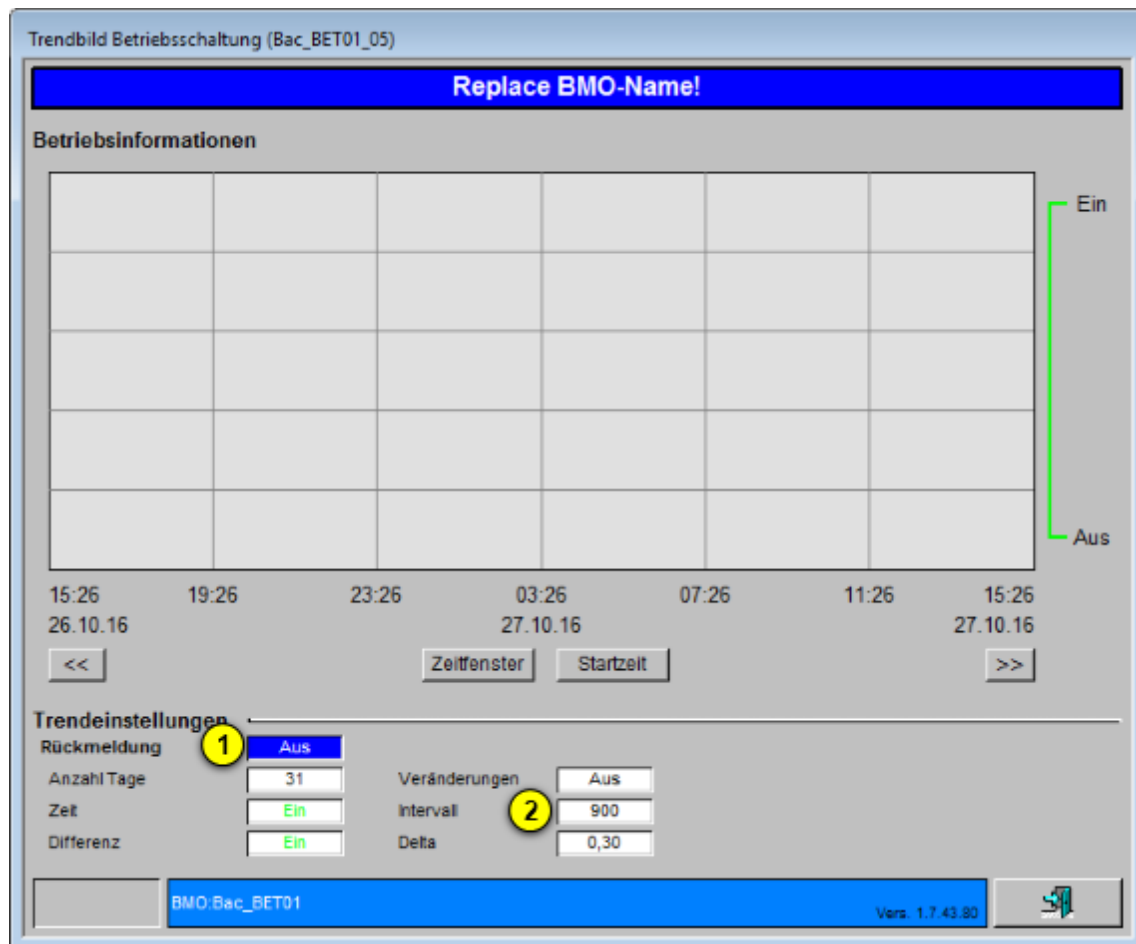 Trendbild Betriebsschaltung (Bac_BET01_05)
Replace BMO-Name!
Betriebsinformationen
Ein
Aus
15:26 19:26 23:26 03:26 07:26 11:26 15:26
26.10.16 27.10.16 27.10.16
<< Zeitfenster Startzeit >>
Trendeinstellungen
Rückmeldung 1 Aus
Anzahl Tage 31 Veränderungen Aus
Zeit Ein Intervall 2 900
Differenz Ein Delta 0,30
BMO:Bac_BET01 Vers. 1.7.43.80